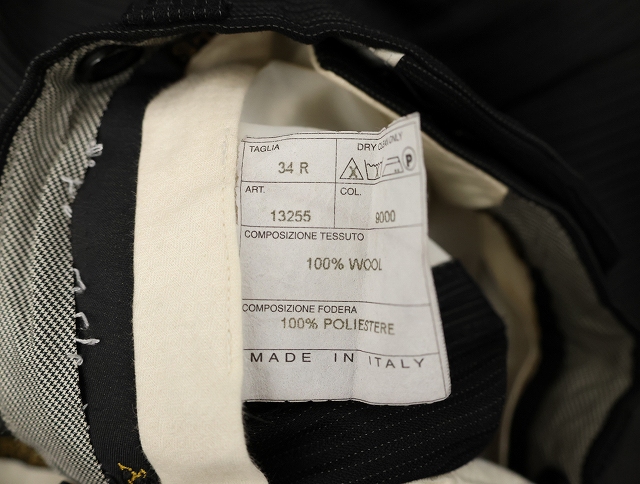 TAGLIA
DRY CLEAN ONLY
34 R
P
ART.
COL.
13255
8000
COMPOSIZIONE TESSUTO
100% WOOL
COMPOSIZIONE FODERA
100% POLIESTERE
MADE IN ITALY